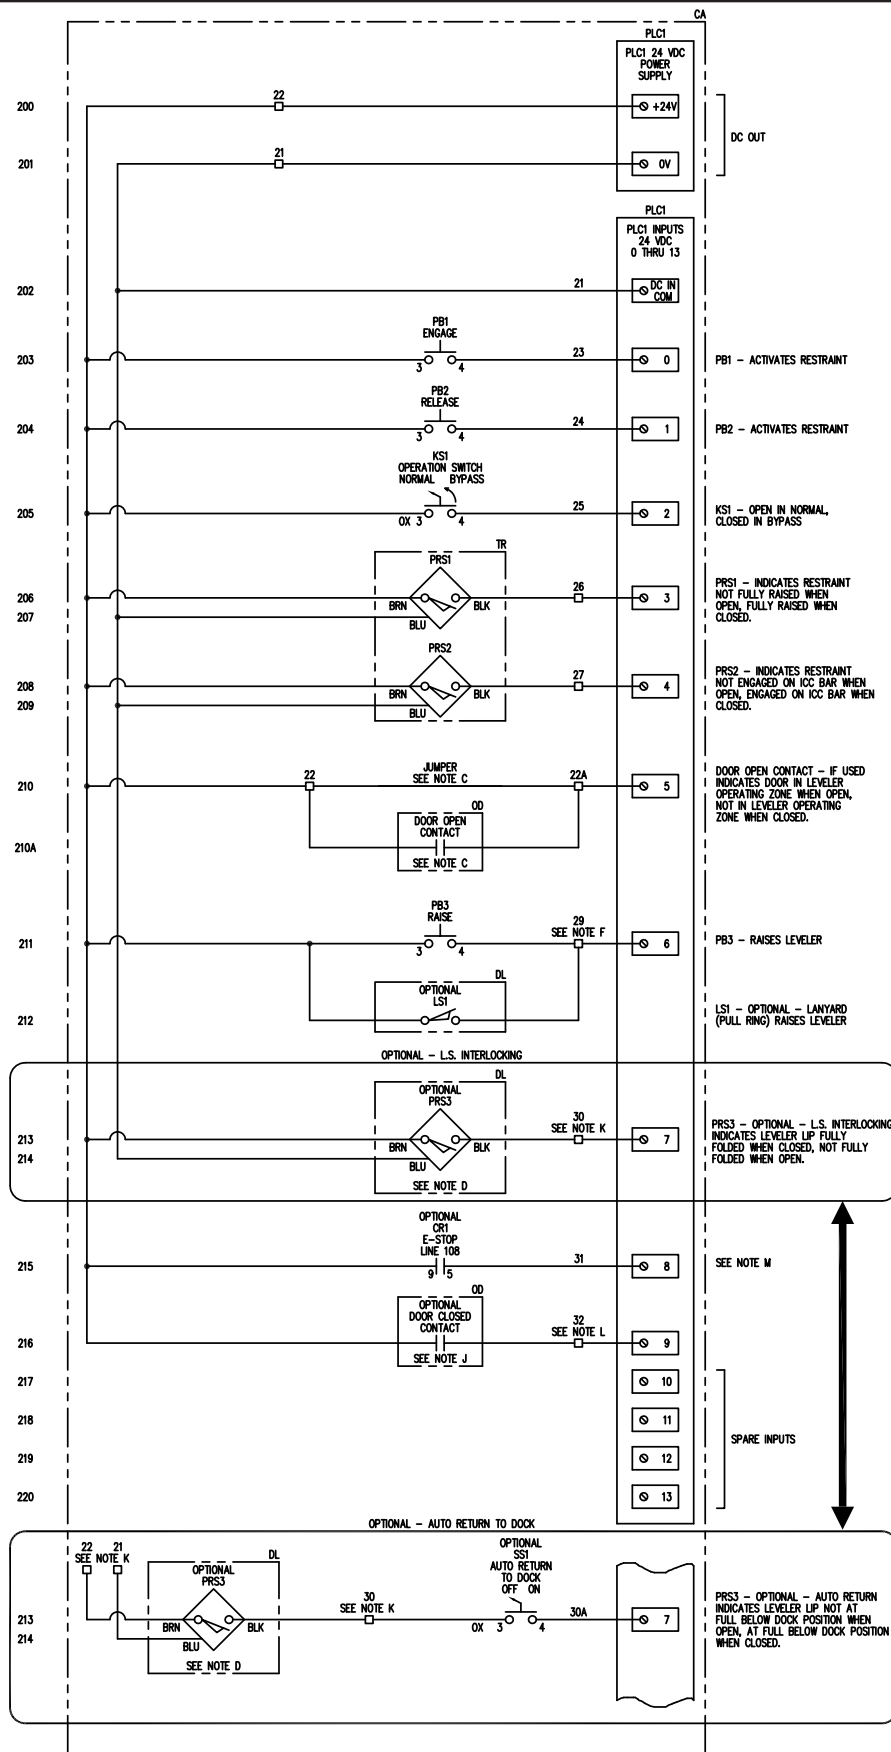 CA
PLC1
PLC1 24 VDC
POWER
SUPPLY
200
22
+24V
DC OUT
201
21
0V
PLC1
PLC1 INPUTS
24 VDC
0 THRU 13
202
21
DC IN
COM
PB1
ENGAGE
203
3
4
23
0
PB1 - ACTIVATES RESTRAINT
PB2
RELEASE
204
3
4
24
1
PB2 - ACTIVATES RESTRAINT
KS1
OPERATION SWITCH
NORMAL BYPASS
205
OX 3
4
25
2
KS1 - OPEN IN NORMAL,
CLOSED IN BYPASS
TR
PRS1
206
BRN
BLK
26
3
207
BLU
PRS1 - INDICATES RESTRAINT
NOT FULLY RAISED WHEN
OPEN, FULLY RAISED WHEN
CLOSED.
PRS2
208
BRN
BLK
27
4
209
BLU
PRS2 - INDICATES RESTRAINT
NOT ENGAGED ON ICC BAR WHEN
OPEN, ENGAGED ON ICC BAR WHEN
CLOSED.
210
22
JUMPER
SEE NOTE C
22A
5
DOOR OPEN CONTACT - IF USED
INDICATES DOOR IN LEVELER
OPERATING ZONE WHEN OPEN,
NOT IN LEVELER OPERATING
ZONE WHEN CLOSED.
210A
OD
DOOR OPEN
CONTACT
SEE NOTE C
PB3
RAISE
211
3
4
29
SEE NOTE F
6
PB3 - RAISES LEVELER
DL
OPTIONAL
LS1
212
LS1 - OPTIONAL - LANYARD
(PULL RING) RAISES LEVELER
OPTIONAL - L.S. INTERLOCKING
DL
OPTIONAL
PRS3
213
BRN
BLK
30
SEE NOTE K
7
214
BLU
SEE NOTE D
PRS3 - OPTIONAL - L.S. INTERLOCKING
INDICATES LEVELER LIP FULLY
FOLDED WHEN CLOSED, NOT FULLY
FOLDED WHEN OPEN.
OPTIONAL
CR1
E-STOP
LINE 108
215
9
5
31
8
SEE NOTE M
OD
OPTIONAL
DOOR CLOSED
CONTACT
216
SEE NOTE J
32
SEE NOTE L
9
217
10
218
11
SPARE INPUTS
219
12
220
13
OPTIONAL - AUTO RETURN TO DOCK
22 21
SEE NOTE K
DL
OPTIONAL
PRS3
213
BRN
BLK
214
BLU
SEE NOTE D
30
SEE NOTE K
OPTIONAL
SS1
AUTO RETURN
TO DOCK
OFF ON
OX 3
4
30A
7
PRS3 - OPTIONAL - AUTO RETURN
INDICATES LEVELER LIP NOT AT
FULL BELOW DOCK POSITION WHEN
OPEN, AT FULL BELOW DOCK POSITION
WHEN CLOSED.